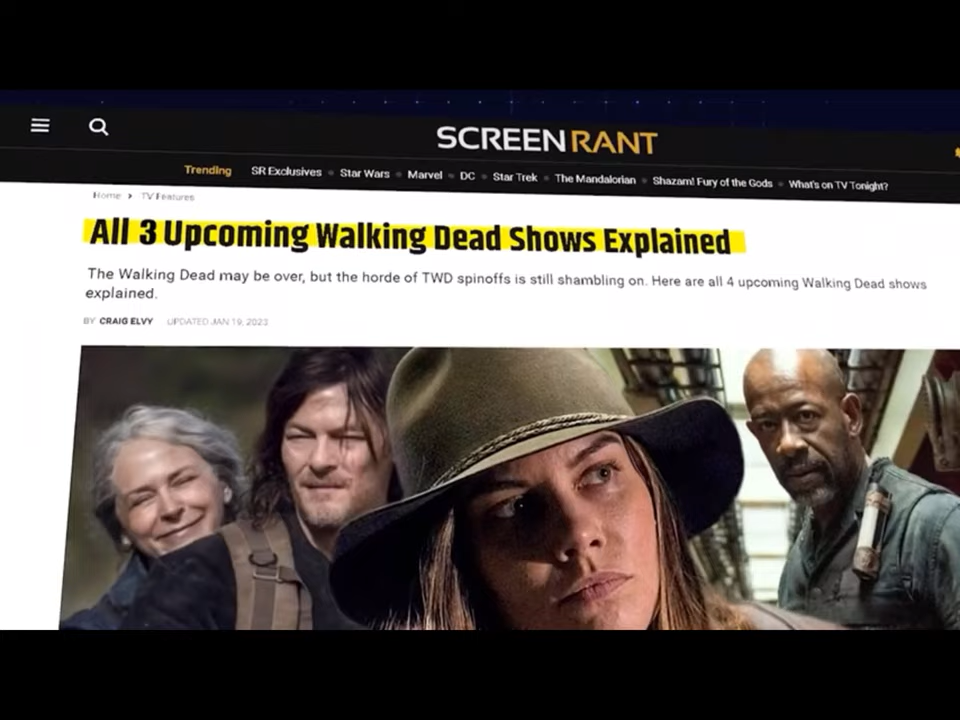 SCREENRANT
Trending SR Exclusives Star Wars Marvel DC Star Trek The Mandalorian Shazam! Fury of the Gods What's on TV Tonight?
Home > TV Features
All 3 Upcoming Walking Dead Shows Explained
The Walking Dead may be over, but the horde of TWD spinoffs is still shambling on. Here are all 4 upcoming Walking Dead shows
explained.
BY CRAIG ELVY UPDATED JAN 19, 2023